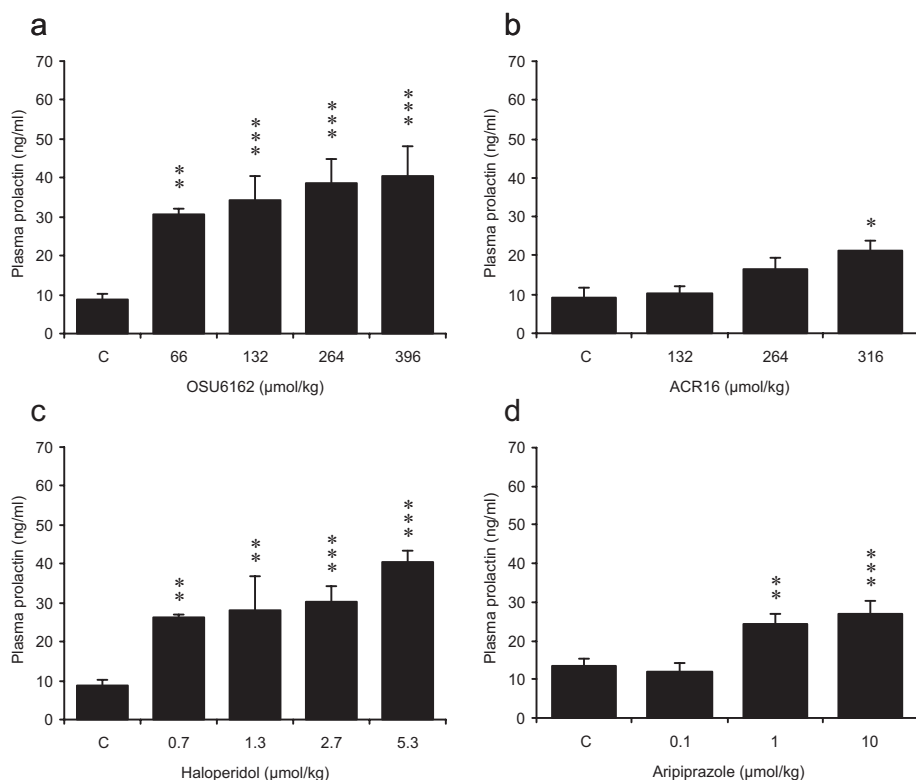 a
70
60
50
40
30
20
10
0
Plasma prolactin (ng/ml)
**
***
***
***
C 66 132 264 396
OSU6162 (µmol/kg)
b
70
60
50
40
30
20
10
0
Plasma prolactin (ng/ml)
*
C 132 264 316
ACR16 (µmol/kg)
c
70
60
50
40
30
20
10
0
Plasma prolactin (ng/ml)
**
**
***
***
C 0.7 1.3 2.7 5.3
Haloperidol (µmol/kg)
d
70
60
50
40
30
20
10
0
Plasma prolactin (ng/ml)
**
***
C 0.1 1 10
Aripiprazole (µmol/kg)